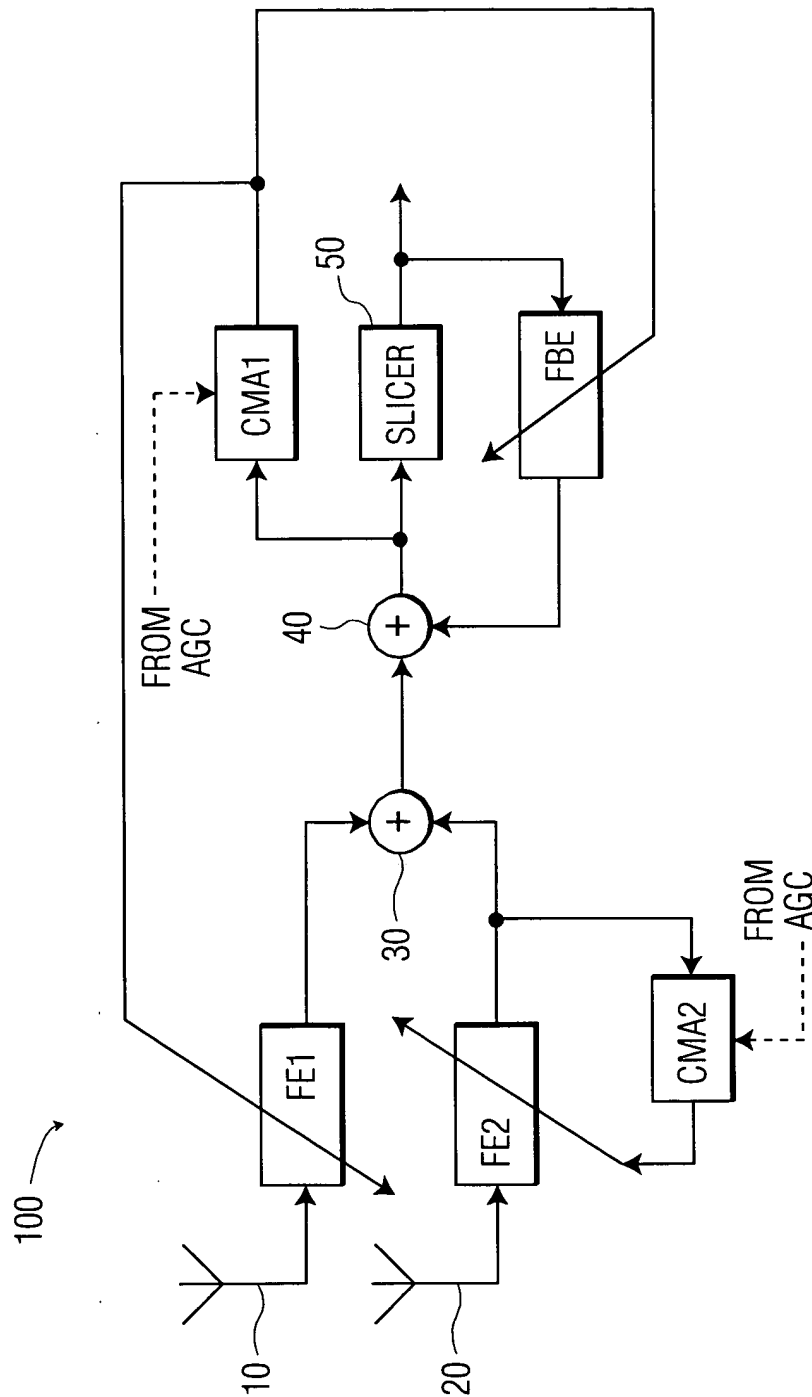 100
10
20
FE1
FE2
CMA2
FROM
AGC
30
+
40
+
FROM
AGC
CMA1
SLICER
50
FBE